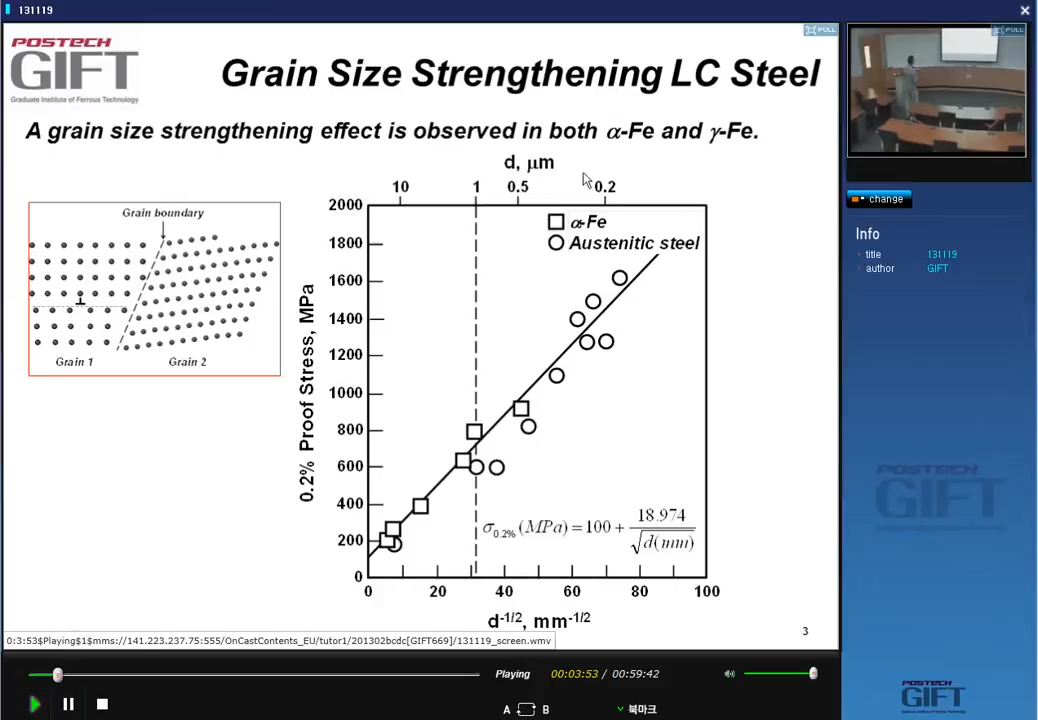 131119
POSTECH
GIFT
Graduate Institute of Ferrous Technology
Grain Size Strengthening LC Steel
FULL
FULL
A grain size strengthening effect is observed in both α-Fe and γ-Fe.
Grain boundary
Grain 1
Grain 2
d, μm
10 1 0.5 0.2
2000
1800
1600
1400
1200
1000
800
600
400
200
0
0.2% Proof Stress, MPa
α-Fe
Austenitic steel
σ0.2% (MPa) = 100 + 18.974 / √d(mm)
0 20 40 60 80 100
d-1/2, mm-1/2
3
0:3:53$Playing$1$mms://141.223.237.75:555/OnCastContents_EU/tutor1/201302bcdc[GIFT669]/131119_screen.wmv
Playing 00:03:53 / 00:59:42
A B
북마크
change
Info
title 131119
author GIFT
POSTECH
GIFT
POSTECH
GIFT